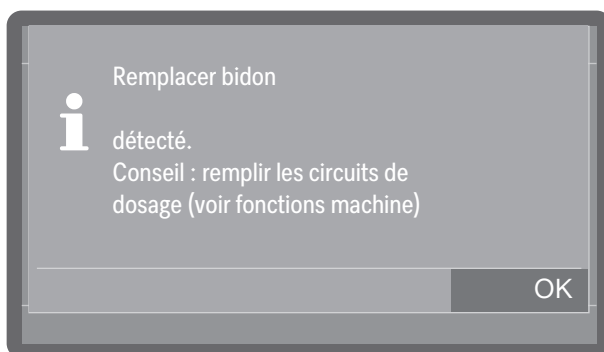 Remplacer bidon
détecté.
Conseil : remplir les circuits de
dosage (voir fonctions machine)
OK